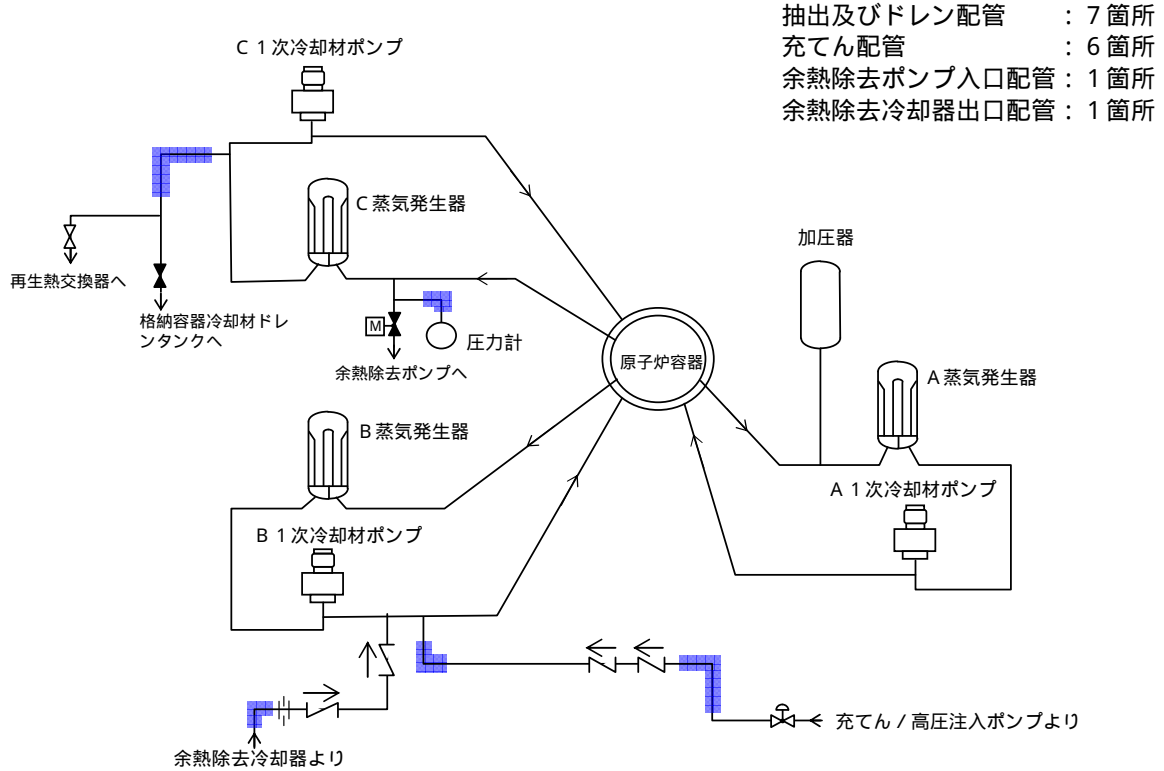 抽出及びドレン配管 : 7箇所
充てん配管 : 6箇所
余熱除去ポンプ入口配管 : 1箇所
余熱除去冷却器出口配管 : 1箇所
C 1次冷却材ポンプ
C蒸気発生器
加圧器
再生熱交換器へ
格納容器冷却材ドレ
ンタンクへ
M
圧力計
余熱除去ポンプへ
原子炉容器
A蒸気発生器
B蒸気発生器
A 1次冷却材ポンプ
B 1次冷却材ポンプ
充てん/高圧注入ポンプより
余熱除去冷却器より